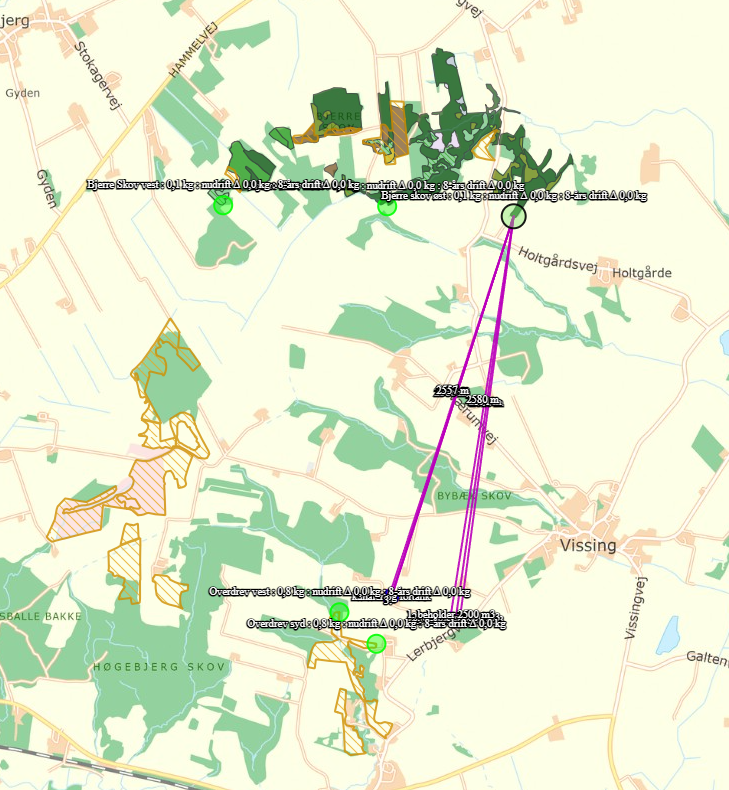 gvej
jerg
HAMMELVEJ
Stokagervej
Gyden
BJERRE
Gyden
Bjerre Skov vest : 0,1 kg : nudrift Δ 0,0 kg : 8-års drift Δ 0,0 kg : nudrift Δ 0,0 kg : 8-års drift Δ 0,0 kg
Bjerre skov øst : 0,1 kg : nudrift Δ 0,0 kg : 8-års drift Δ 0,0 kg
Holtgårdsvej
Holtgårde
2557 m
2580 m
BYBÆK SKOV
Vissing
Overdrev vest : 0,8 kg : nudrift Δ 0,0 kg : 8-års drift Δ 0,0 kg
1. beholder 2500 m3 :
Overdrev syd : 0,8 kg : nudrift Δ 0,0 kg : 8-års drift Δ 0,0 kg
SBALLE BAKKE
Vissingvej
HØGEBJERG SKOV
Galten